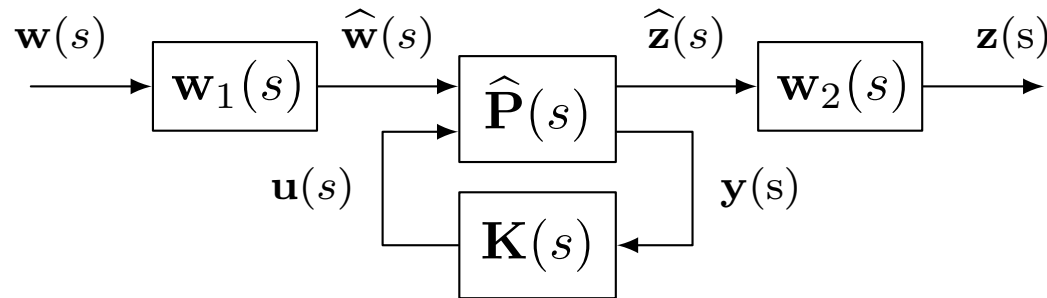 𝐰(𝑠) 𝐰̂(𝑠) 𝐳̂(𝑠) 𝐳(s)
𝐰₁(𝑠) 𝐏̂(𝑠) 𝐰₂(𝑠)
𝐮(𝑠) 𝐲(s)
𝐊(𝑠)